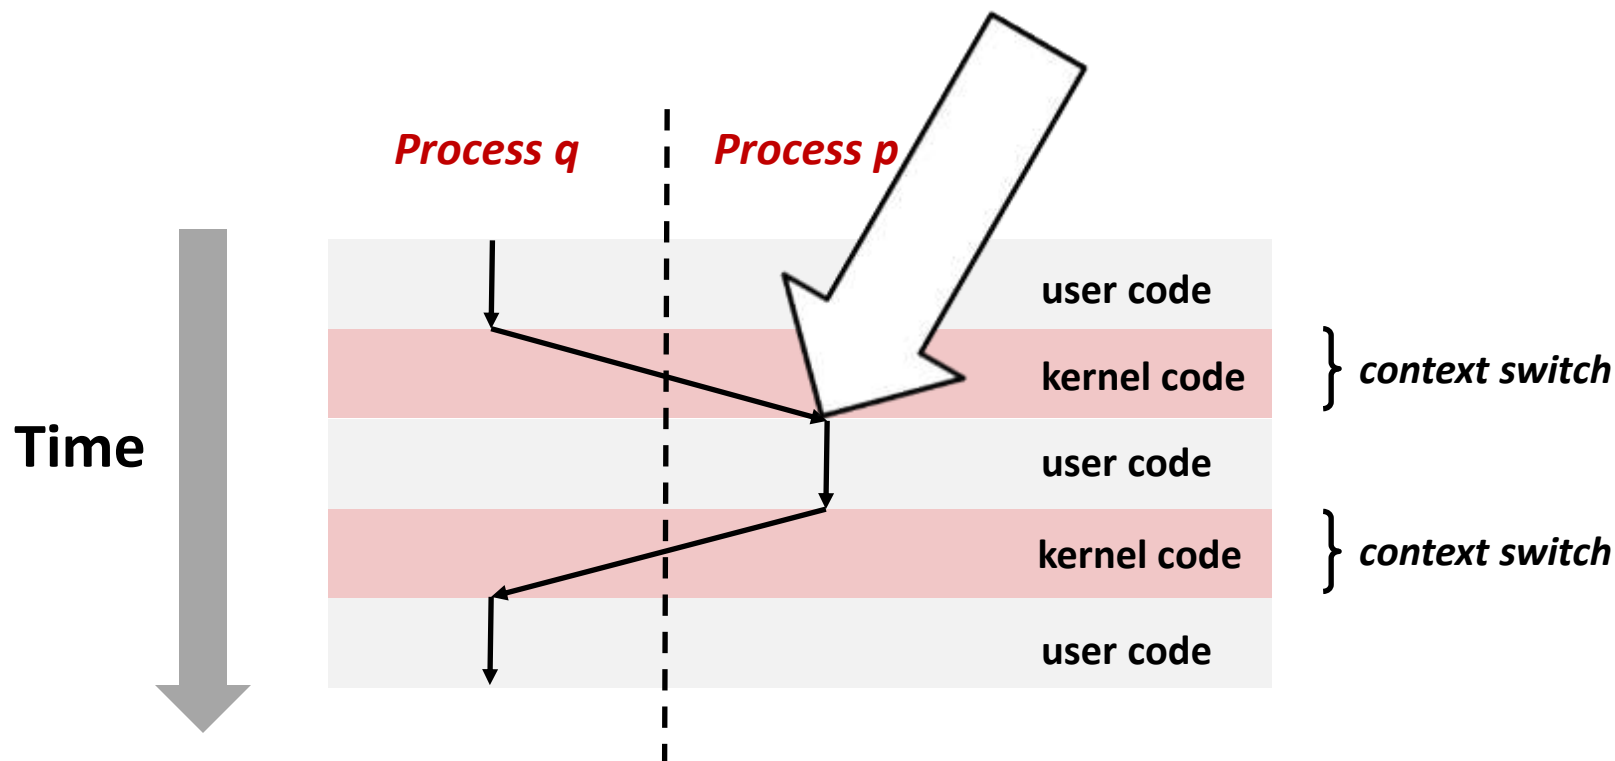 Process q
Process p
user code
kernel code
context switch
Time
user code
kernel code
context switch
user code